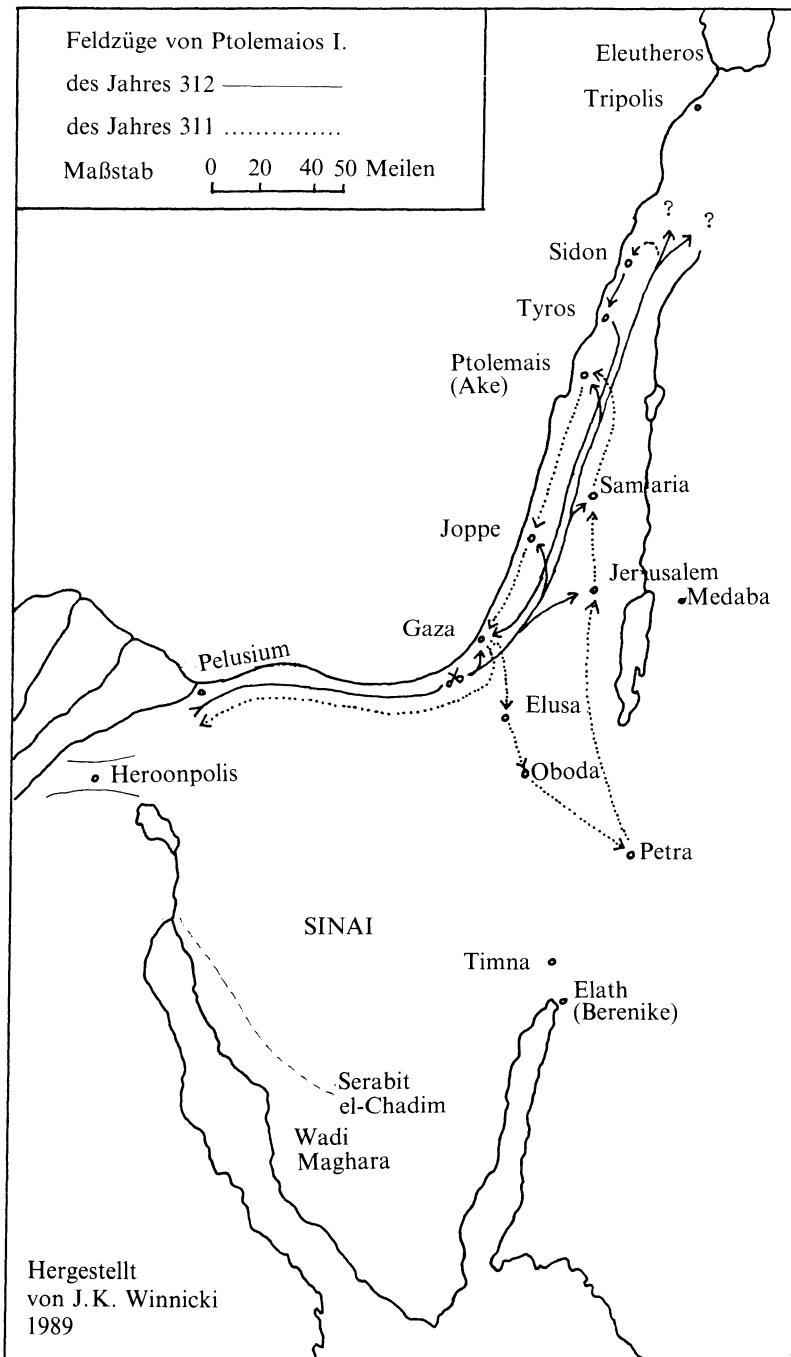 Feldzüge von Ptolemaios I.
des Jahres 312
des Jahres 311
Maßstab 0 20 40 50 Meilen
Eleutheros
Tripolis
? ?
Sidon
Tyros
Ptolemais
(Ake)
Samaria
Joppe
Jerusalem
Medaba
Gaza
Pelusium
Elusa
Heroonpolis
Oboda
Petra
SINAI
Timna
Elath
(Berenike)
Serabit
el-Chadim
Wadi
Maghara
Hergestellt
von J.K. Winnicki
1989